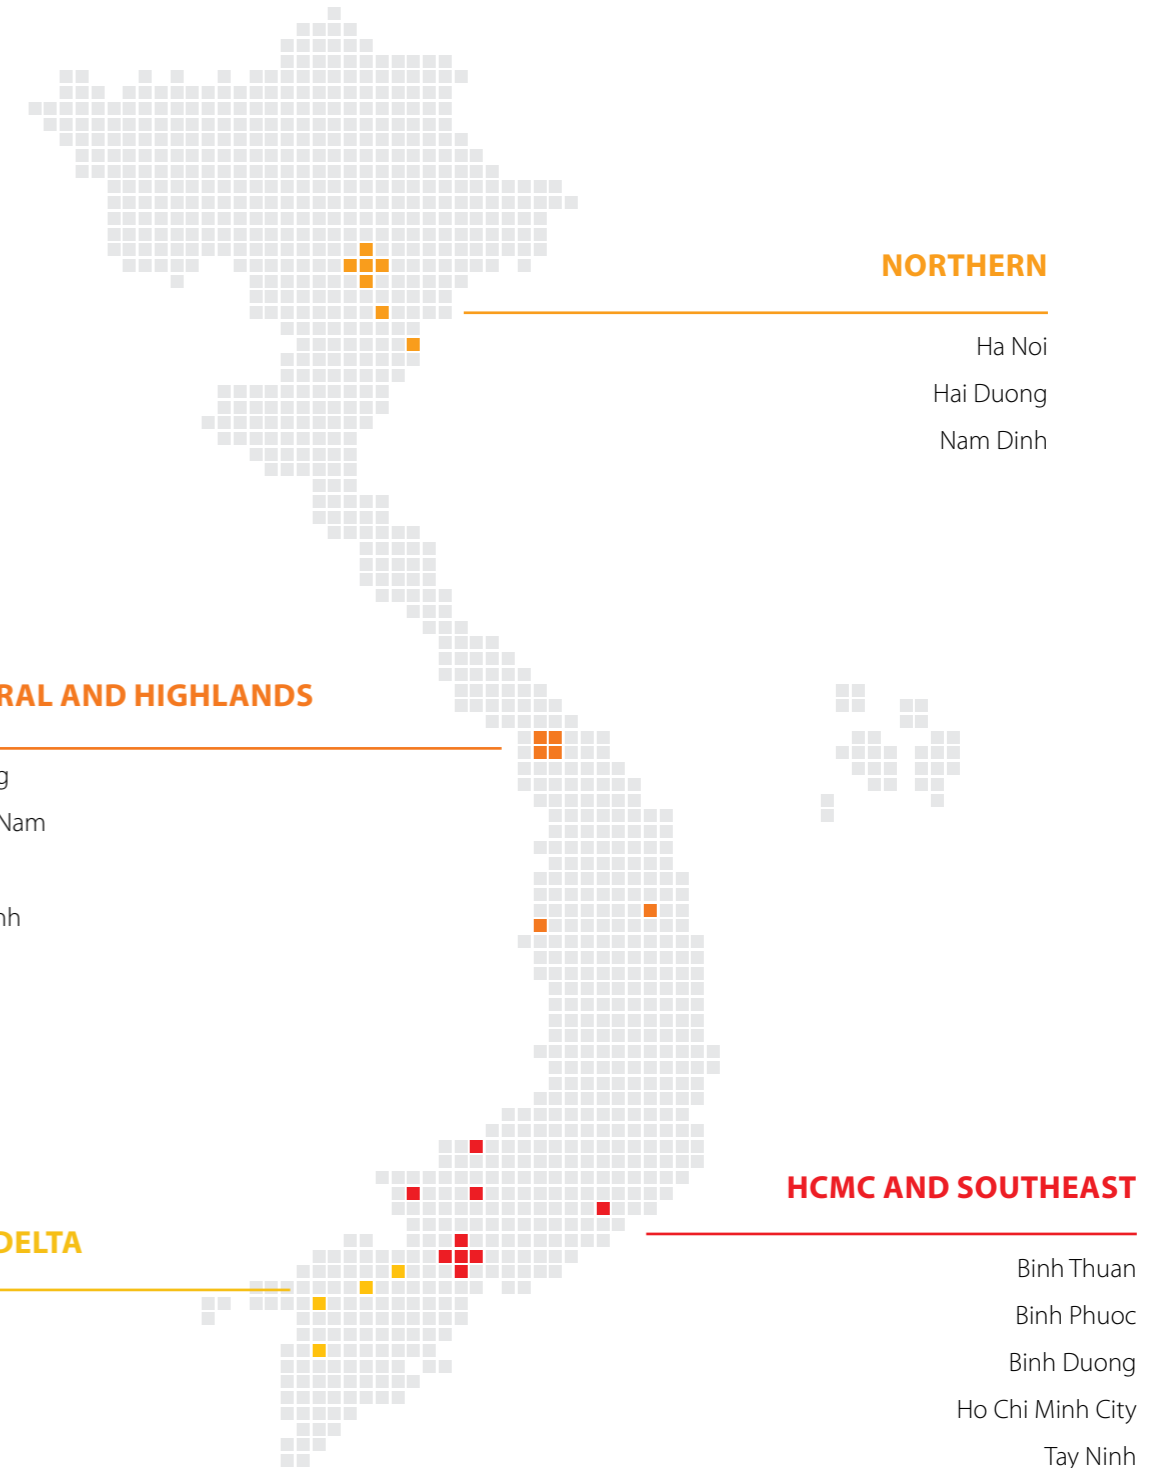 NORTHERN
Ha Noi
Hai Duong
Nam Dinh
RAL AND HIGHLANDS
g
Nam
nh
HCMC AND SOUTHEAST
Binh Thuan
Binh Phuoc
Binh Duong
Ho Chi Minh City
Tay Ninh
DELTA